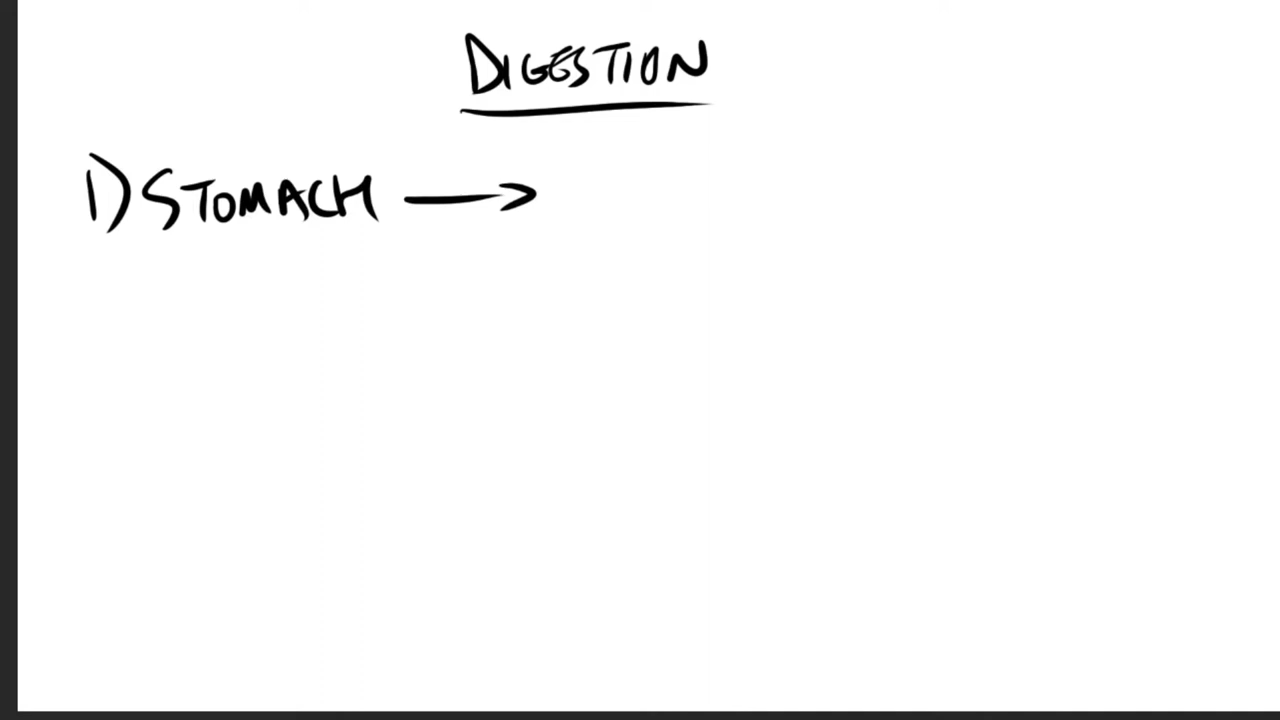 DIGESTION
1) STOMACH →